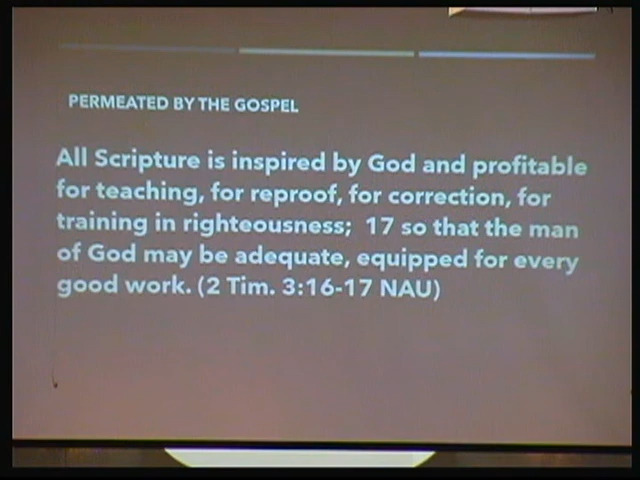 PERMEATED BY THE GOSPEL
All Scripture is inspired by God and profitable
for teaching, for reproof, for correction, for
training in righteousness;  17 so that the man
of God may be adequate, equipped for every
good work. (2 Tim. 3:16-17 NAU)